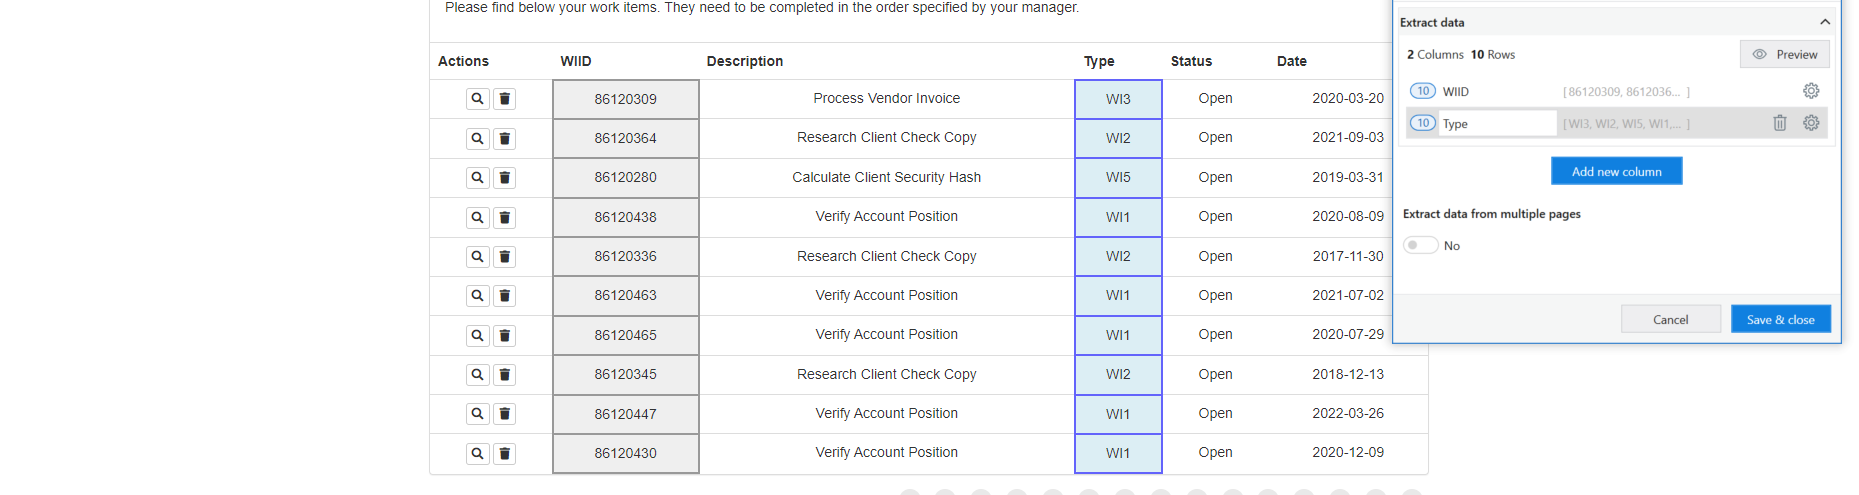 Please find below your work items. They need to be completed in the order specified by your manager.
Actions WIID Description Type Status Date
86120309 Process Vendor Invoice WI3 Open 2020-03-20
86120364 Research Client Check Copy WI2 Open 2021-09-03
86120280 Calculate Client Security Hash WI5 Open 2019-03-31
86120438 Verify Account Position WI1 Open 2020-08-09
86120336 Research Client Check Copy WI2 Open 2017-11-30
86120463 Verify Account Position WI1 Open 2021-07-02
86120465 Verify Account Position WI1 Open 2020-07-29
86120345 Research Client Check Copy WI2 Open 2018-12-13
86120447 Verify Account Position WI1 Open 2022-03-26
86120430 Verify Account Position WI1 Open 2020-12-09
Extract data
2 Columns 10 Rows Preview
10 WIID [ 86120309, 8612036... ]
10 Type [ WI3, WI2, WI5, WI1,... ]
Add new column
Extract data from multiple pages
No
Cancel Save & close